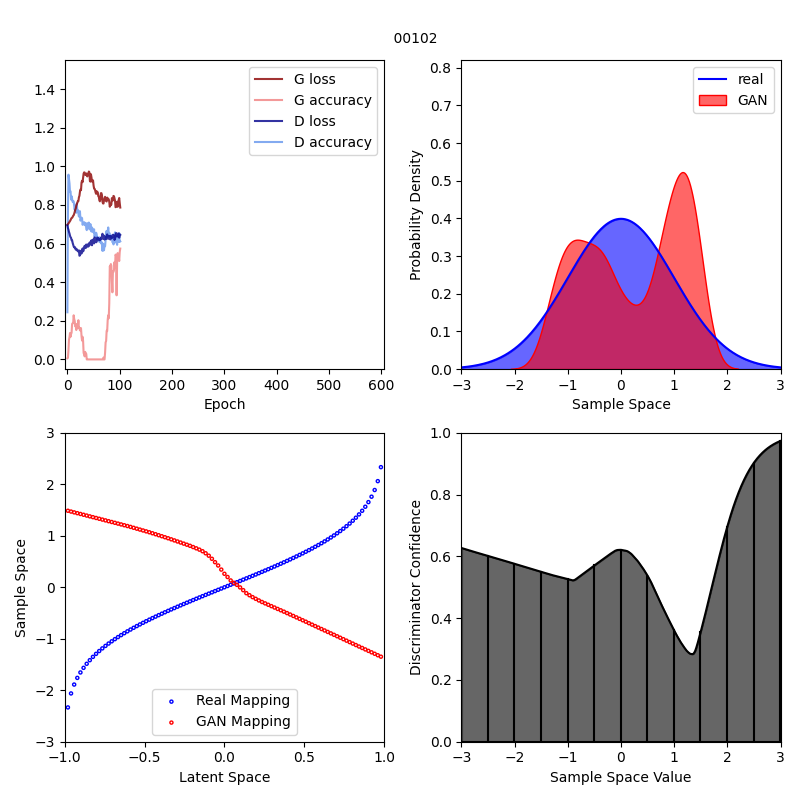 00102
1.4
1.2
1.0
0.8
0.6
0.4
0.2
0.0
G loss
G accuracy
D loss
D accuracy
0 100 200 300 400 500 600
Epoch
Probability Density
0.8
0.7
0.6
0.5
0.4
0.3
0.2
0.1
0.0
real
GAN
−3 −2 −1 0 1 2 3
Sample Space
Sample Space
3
2
1
0
−1
−2
−3
Real Mapping
GAN Mapping
−1.0 −0.5 0.0 0.5 1.0
Latent Space
Discriminator Confidence
1.0
0.8
0.6
0.4
0.2
0.0
−3 −2 −1 0 1 2 3
Sample Space Value